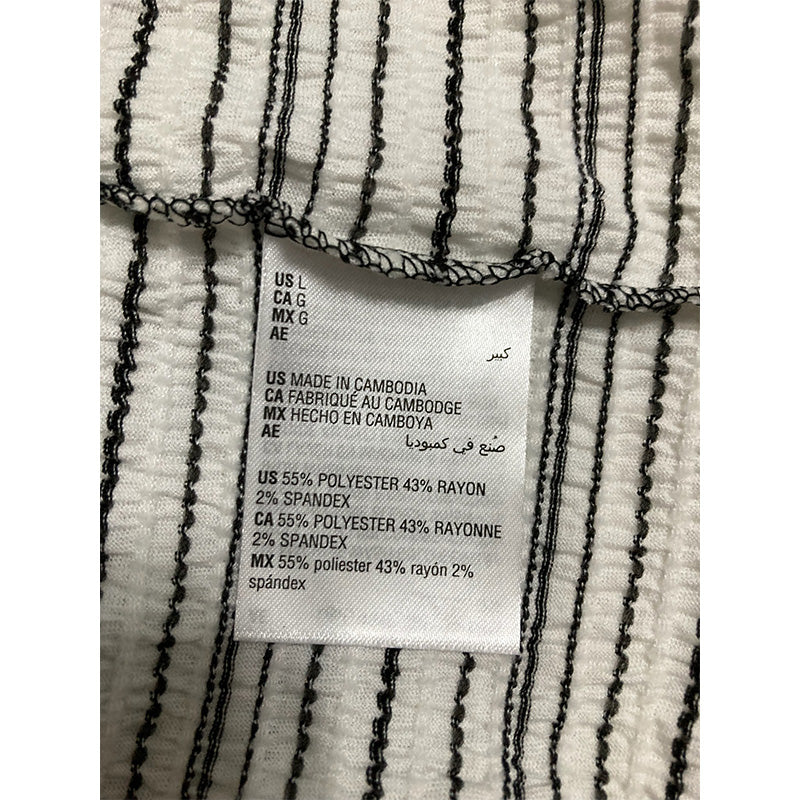 US L
CA G
MX G
AE
كبير
US MADE IN CAMBODIA
CA FABRIQUÉ AU CAMBODGE
MX HECHO EN CAMBOYA
AE
صُنع في كمبوديا
US 55% POLYESTER 43% RAYON
2% SPANDEX
CA 55% POLYESTER 43% RAYONNE
2% SPANDEX
MX 55% poliester 43% rayón 2%
spándex